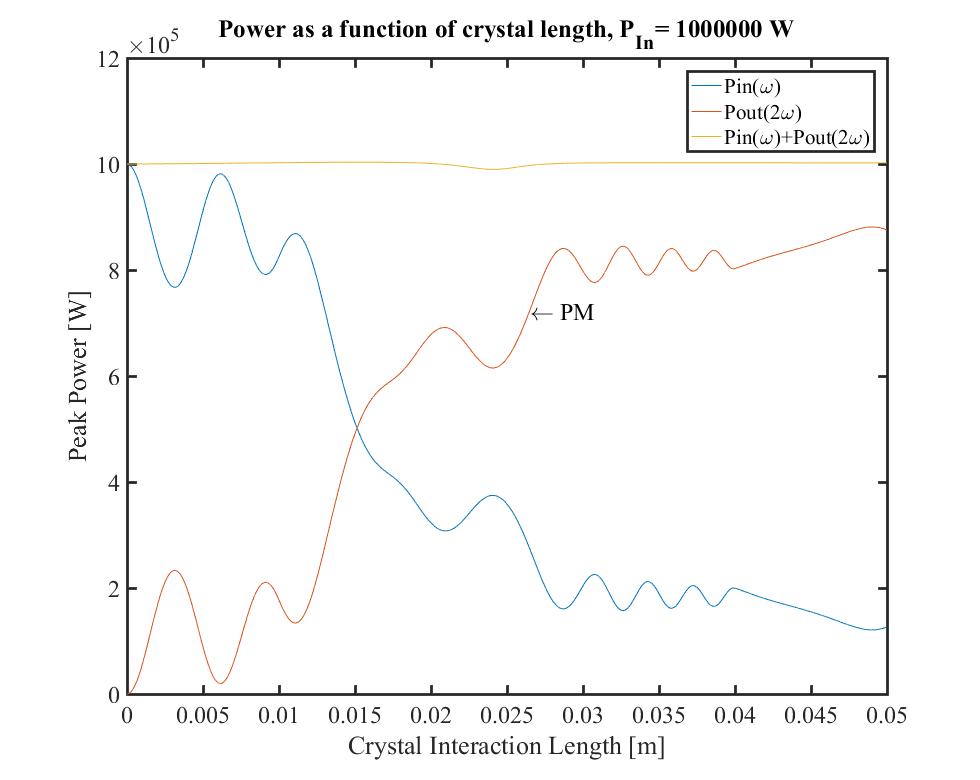 Power as a function of crystal length, P_In= 1000000 W
×10^5
Pin(ω)
Pout(2ω)
Pin(ω)+Pout(2ω)
12
10
8
6
4
2
0
Peak Power [W]
← PM
0 0.005 0.01 0.015 0.02 0.025 0.03 0.035 0.04 0.045 0.05
Crystal Interaction Length [m]